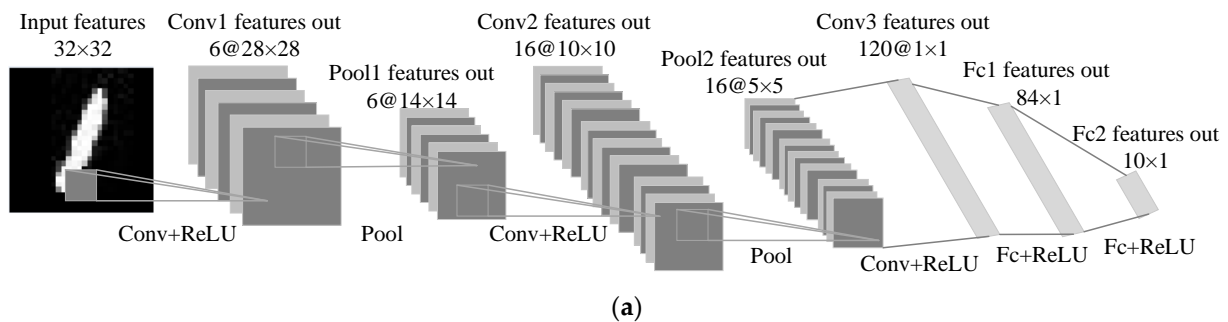 Input features
32×32
Conv1 features out
6@28×28
Pool1 features out
6@14×14
Conv2 features out
16@10×10
Pool2 features out
16@5×5
Conv3 features out
120@1×1
Fc1 features out
84×1
Fc2 features out
10×1
Conv+ReLU
Pool
Conv+ReLU
Pool
Conv+ReLU
Fc+ReLU
Fc+ReLU
(a)